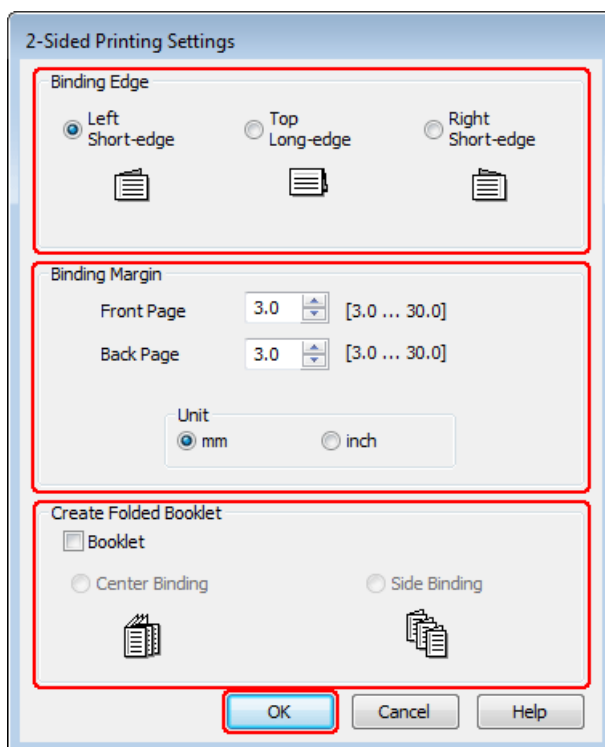 2-Sided Printing Settings
Binding Edge
Left Short-edge
Top Long-edge
Right Short-edge
Binding Margin
Front Page 3.0 [3.0 ... 30.0]
Back Page 3.0 [3.0 ... 30.0]
Unit
mm inch
Create Folded Booklet
Booklet
Center Binding Side Binding
OK Cancel Help